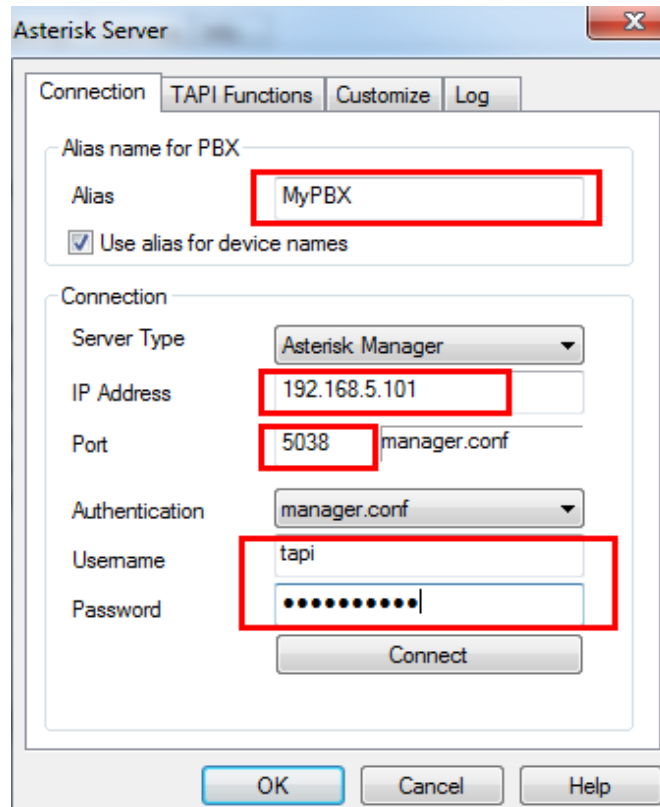 Asterisk Server
Connection TAPI Functions Customize Log
Alias name for PBX
Alias MyPBX
Use alias for device names
Connection
Server Type Asterisk Manager
IP Address 192.168.5.101
Port 5038 manager.conf
Authentication manager.conf
Username tapi
Password ●●●●●●●●●●
Connect
OK Cancel Help